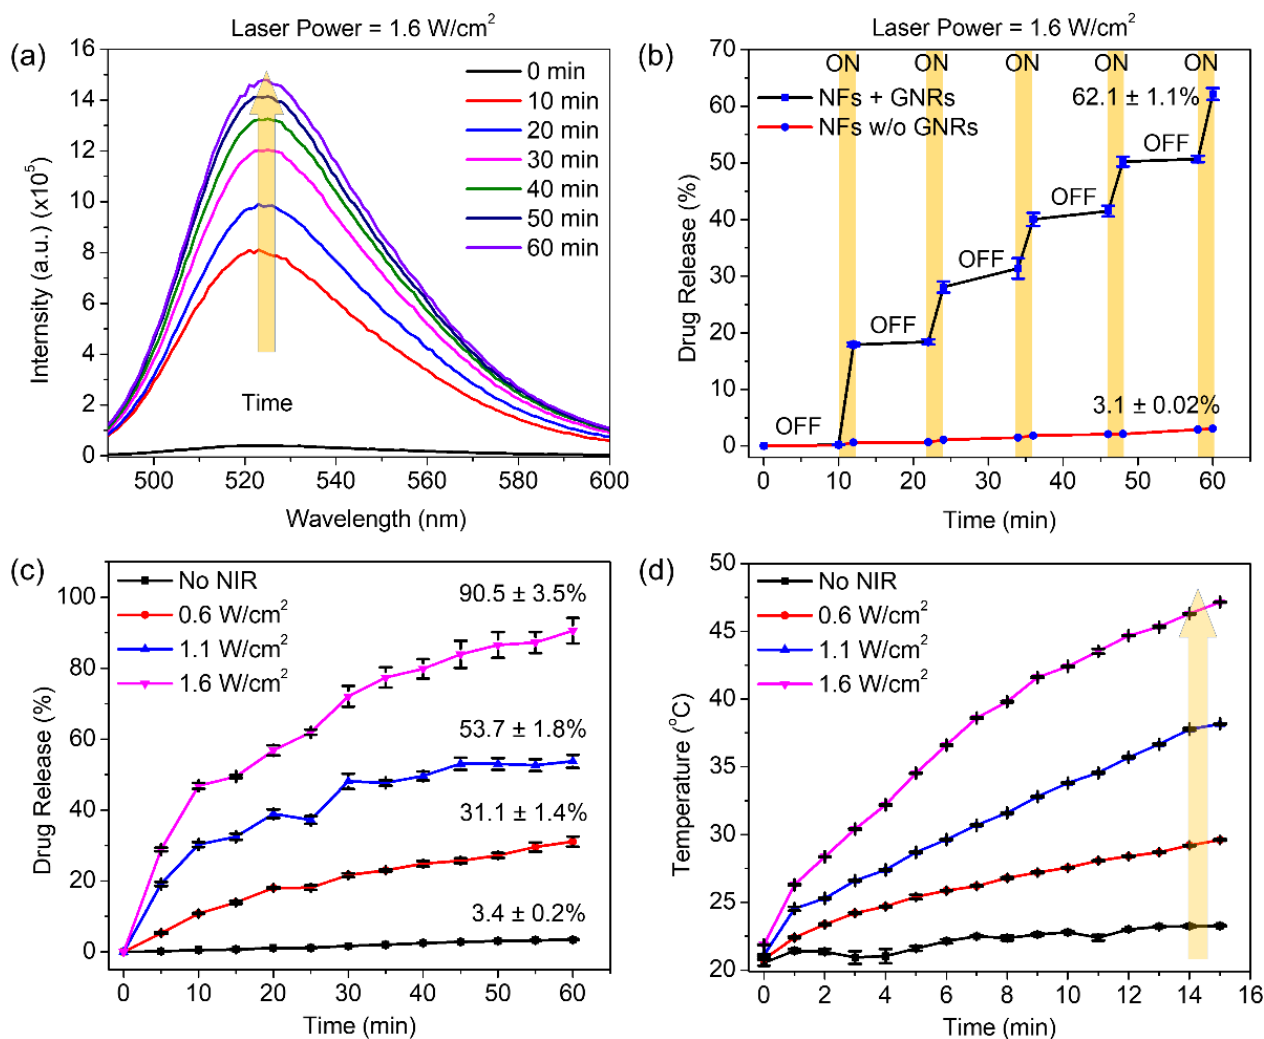 (a)
Laser Power = 1.6 W/cm²
16
14
12
10
8
6
4
2
0
Intensity (a.u.) (x10⁵)
0 min
10 min
20 min
30 min
40 min
50 min
60 min
Time
500
520
540
560
580
600
Wavelength (nm)
(b)
Laser Power = 1.6 W/cm²
70
60
50
40
30
20
10
0
Drug Release (%)
ON
ON
ON
ON
ON
NFs + GNRs
NFs w/o GNRs
62.1 ± 1.1%
OFF
OFF
OFF
OFF
OFF
3.1 ± 0.02%
0
10
20
30
40
50
60
Time (min)
(c)
100
80
60
40
20
0
Drug Release (%)
No NIR
0.6 W/cm²
1.1 W/cm²
1.6 W/cm²
90.5 ± 3.5%
53.7 ± 1.8%
31.1 ± 1.4%
3.4 ± 0.2%
0
10
20
30
40
50
60
Time (min)
(d)
50
45
40
35
30
25
20
Temperature (°C)
No NIR
0.6 W/cm²
1.1 W/cm²
1.6 W/cm²
0
2
4
6
8
10
12
14
16
Time (min)